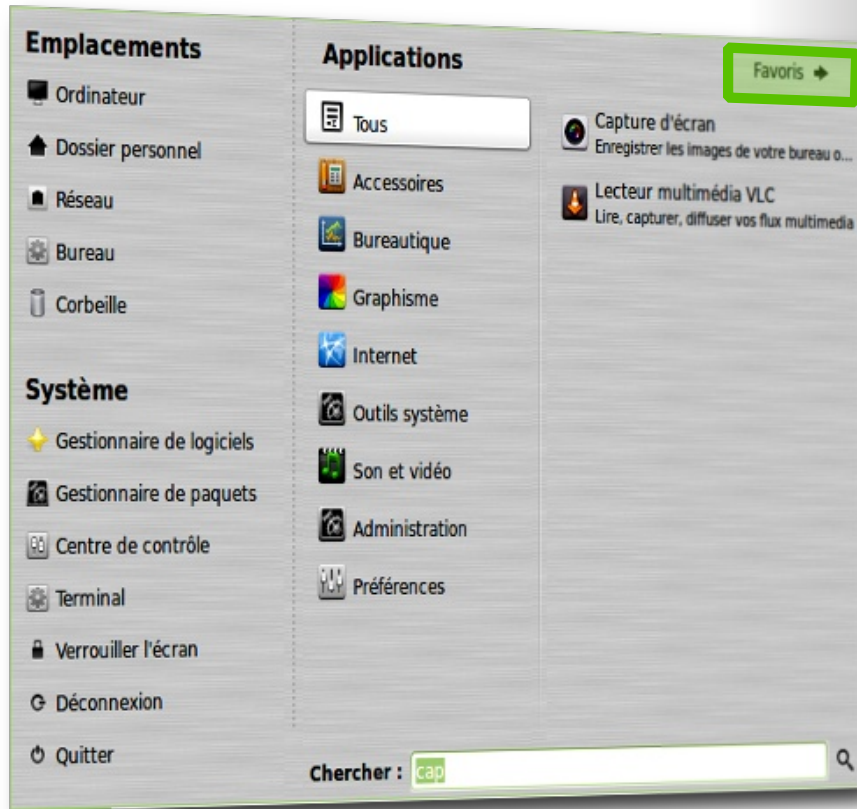 Emplacements
Ordinateur
Dossier personnel
Réseau
Bureau
Corbeille
Système
Gestionnaire de logiciels
Gestionnaire de paquets
Centre de contrôle
Terminal
Verrouiller l'écran
Déconnexion
Quitter
Applications
Favoris
Tous
Accessoires
Bureautique
Graphisme
Internet
Outils système
Son et vidéo
Administration
Préférences
Capture d'écran
Enregistrer les images de votre bureau o...
Lecteur multimédia VLC
Lire, capturer, diffuser vos flux multimedia
Chercher : cap